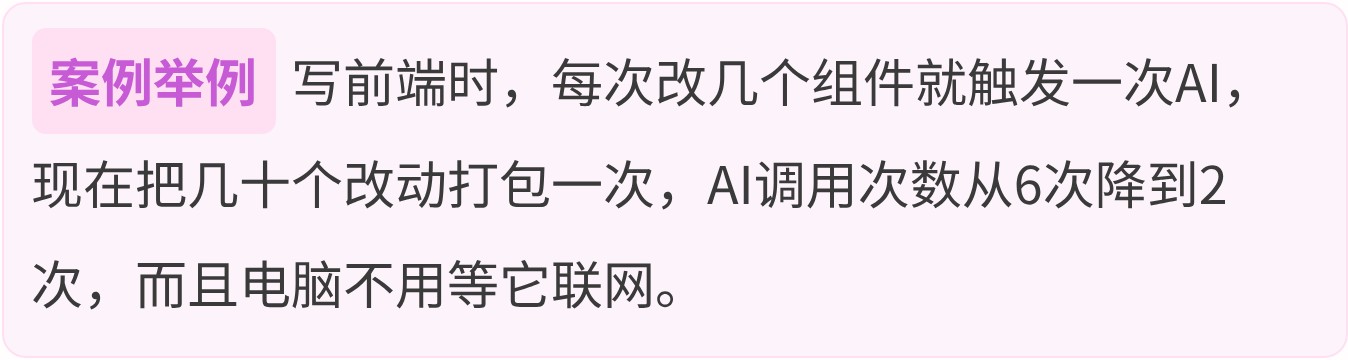 案例举例 写前端时，每次改几个组件就触发一次AI，
现在把几十个改动打包一次，AI调用次数从6次降到2
次，而且电脑不用等它联网。